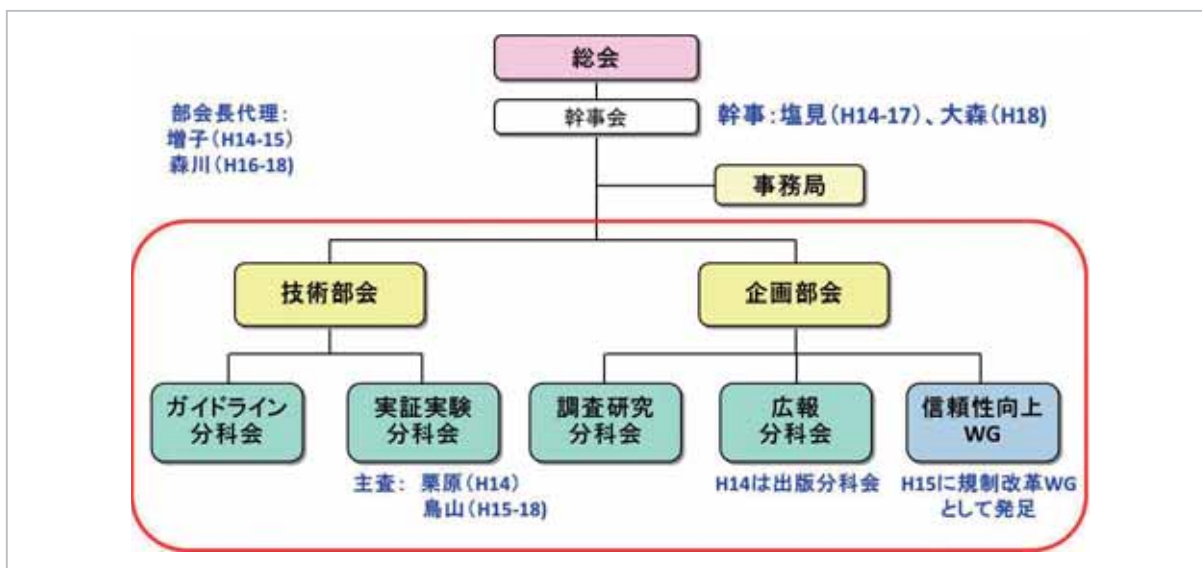 総会
部会長代理：
増子（H14-15）
森川（H16-18）
幹事会
幹事：塩見（H14-17）、大森（H18）
事務局
技術部会
企画部会
ガイドライン
分科会
実証実験
分科会
調査研究
分科会
広報
分科会
信頼性向上
WG
主査： 栗原（H14）
鳥山（H15-18）
H14は出版分科会
H15に規制改革WG
として発足